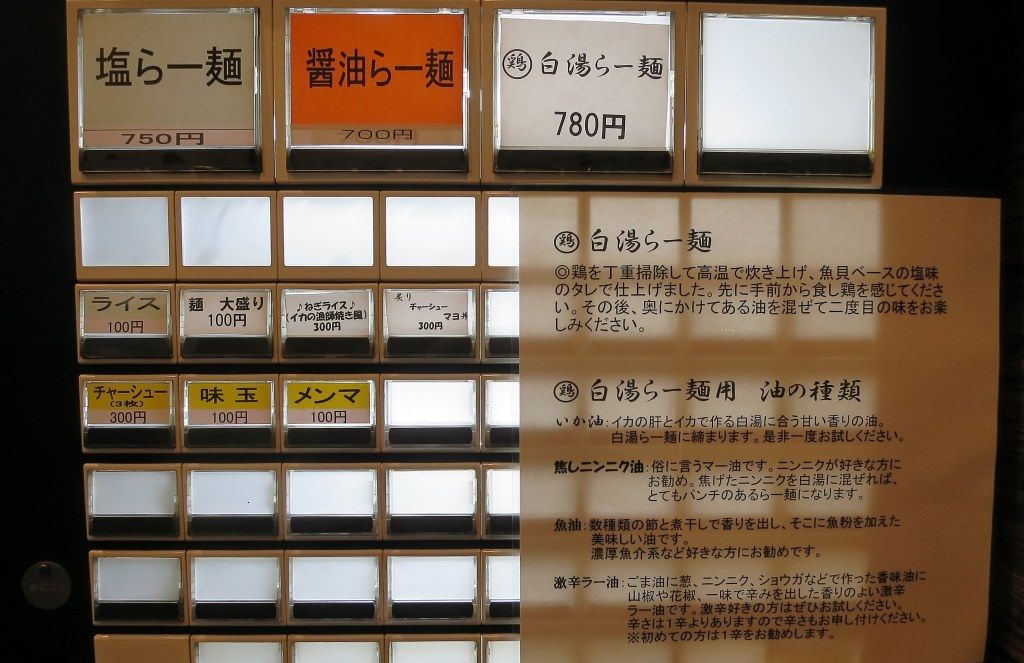 塩らー麺
750円
醤油らー麺
700円
鶏 白湯らー麺
780円
ライス
100円
麺 大盛り
100円
♪ねぎライス♪
(イカの漁師焼き風)
300円
炙り
チャーシュー
マヨ丼
300円
チャーシュー
(3枚)
300円
味玉
100円
メンマ
100円
鶏 白湯らー麺
◎鶏を丁重掃除して高温で炊き上げ、魚貝ベースの塩味
のタレで仕上げました。先に手前から食し鶏を感じてくださ
い。その後、奥にかけてある油を混ぜて二度目の味をお楽
しみください。
鶏 白湯らー麺用 油の種類
いか油:イカの肝とイカで作る白湯に合う甘い香りの油。
白湯らー麺に締まります。是非一度お試しください。
焦しニンニク油:俗に言うマー油です。ニンニクが好きな方に
お勧め。焦げたニンニクを白湯に混ぜれば、
とてもパンチのあるらー麺になります。
魚油:数種類の節と煮干しで香りを出し、そこに魚粉を加えた
美味しい油です。
濃厚魚介系など好きな方にお勧めです。
激辛ラー油:ごま油に葱、ニンニク、ショウガなどで作った香味油に
山椒や花椒、一味で辛みを出した香りのよい激辛
ラー油です。激辛好きの方はぜひお試しください。
辛さは1辛よりありますので辛さもお申し付けください。
※初めての方は1辛をお勧めします。